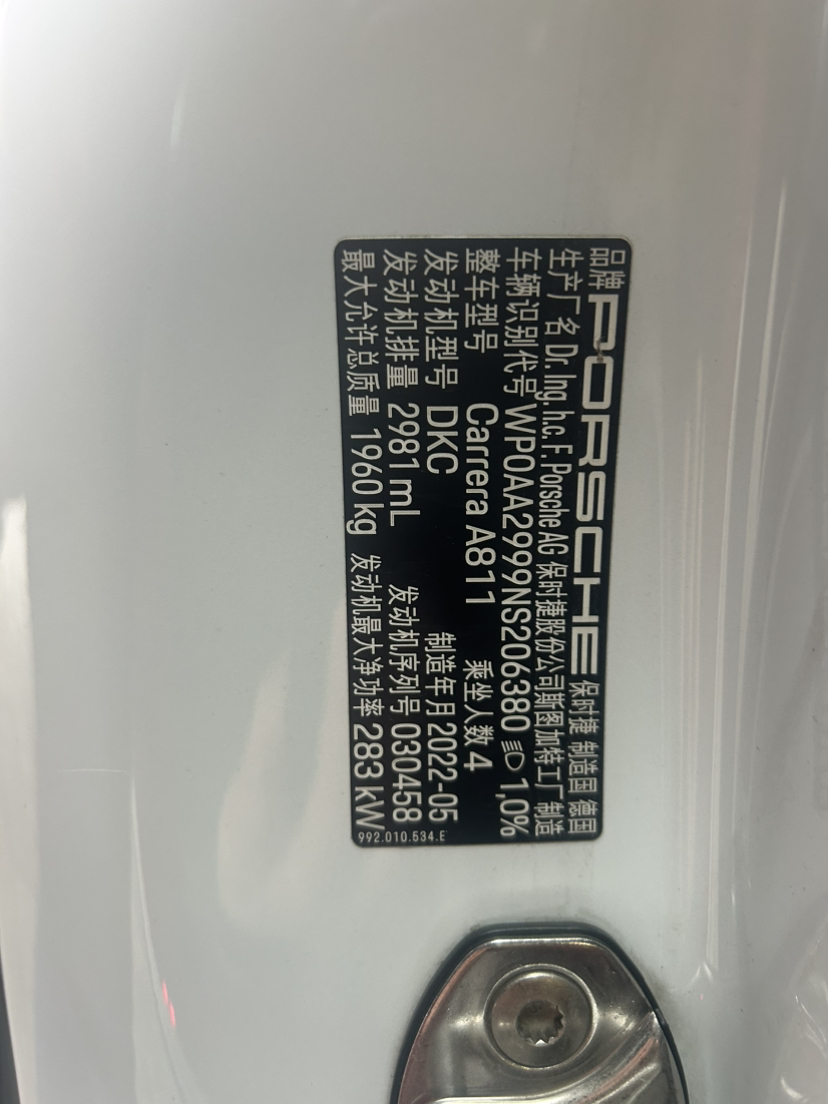 品牌 PORSCHE 保时捷 制造国 德国
生产厂名 Dr. Ing. h.c. F. Porsche AG 保时捷股份公司斯图加特工厂制造
车辆识别代号 WP0AA2999NS206380 1,0%
整车型号 Carrera A811 乘坐人数 4
发动机型号 DKC 制造年月 2022-05
发动机排量 2981 mL 发动机序列号 030458
最大允许总质量 1960 kg 发动机最大净功率 283 kW
992.010.534.E